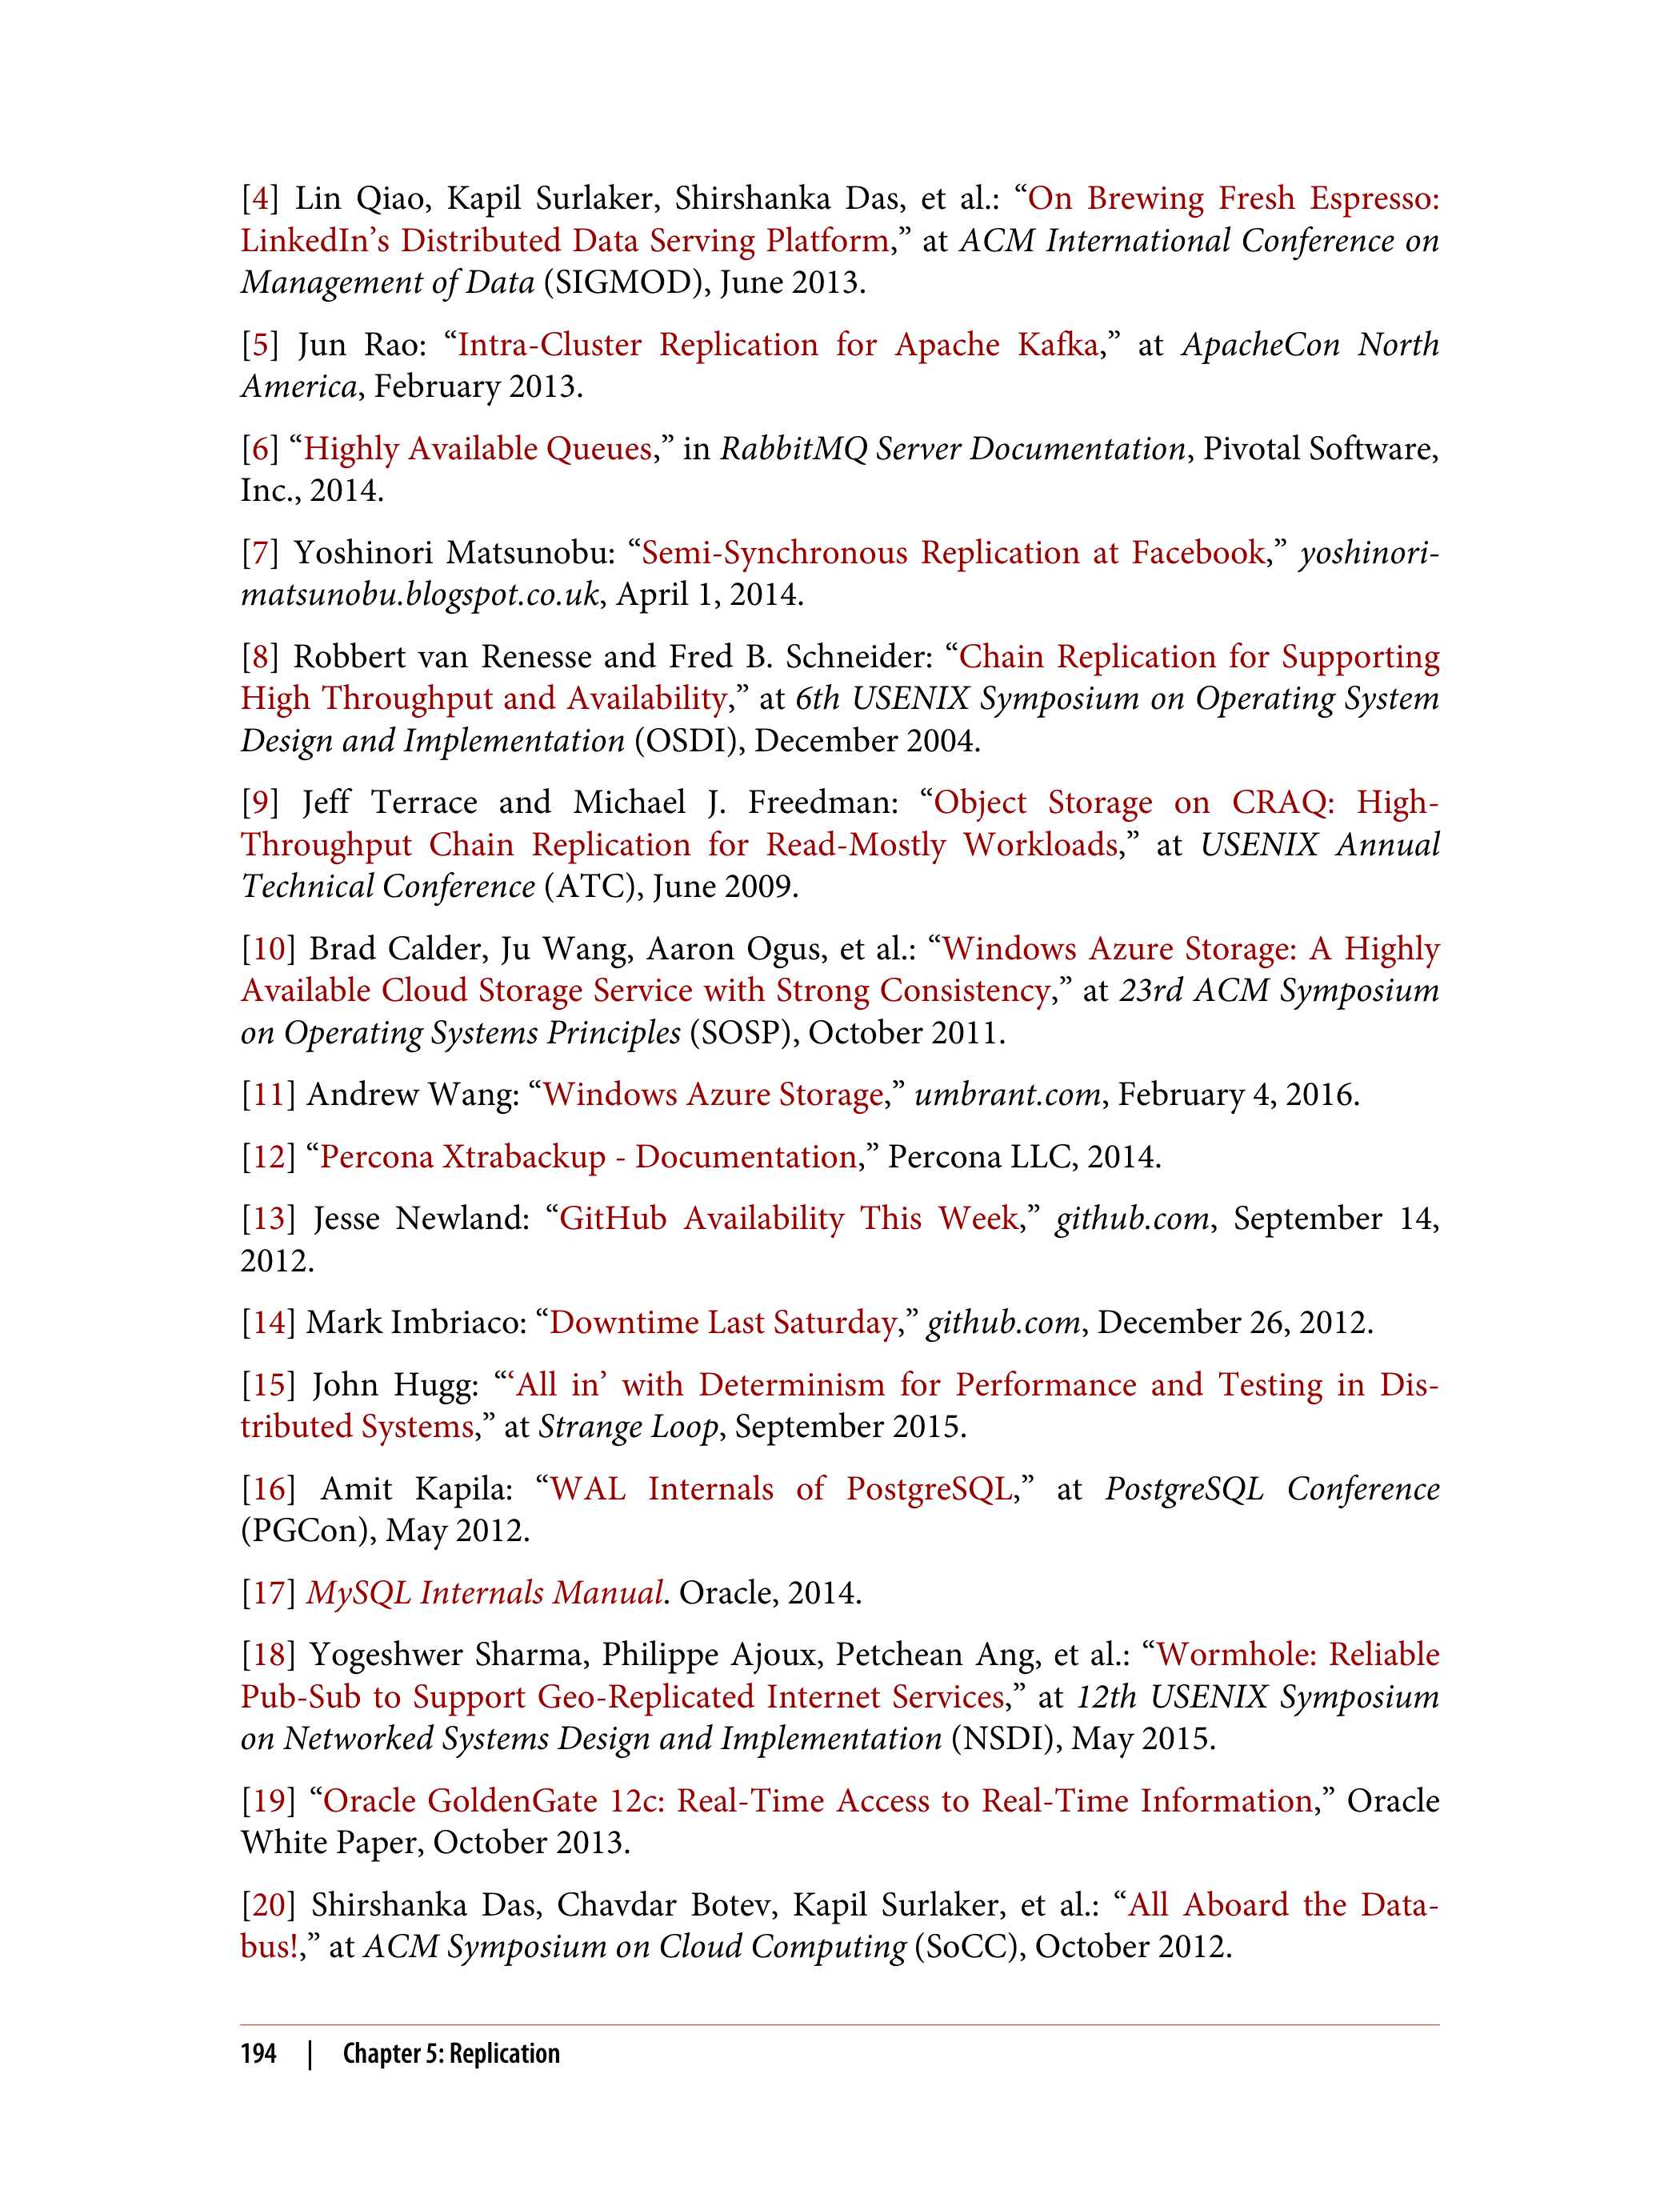 [4] Lin Qiao, Kapil Surlaker, Shirshanka Das, et al.: “On Brewing Fresh Espresso:
LinkedIn’s Distributed Data Serving Platform,” at ACM International Conference on
Management of Data (SIGMOD), June 2013.
[5] Jun Rao: “Intra-Cluster Replication for Apache Kafka,” at ApacheCon North
America, February 2013.
[6] “Highly Available Queues,” in RabbitMQ Server Documentation, Pivotal Software,
Inc., 2014.
[7] Yoshinori Matsunobu: “Semi-Synchronous Replication at Facebook,” yoshinori-
matsunobu.blogspot.co.uk, April 1, 2014.
[8] Robbert van Renesse and Fred B. Schneider: “Chain Replication for Supporting
High Throughput and Availability,” at 6th USENIX Symposium on Operating System
Design and Implementation (OSDI), December 2004.
[9] Jeff Terrace and Michael J. Freedman: “Object Storage on CRAQ: High-
Throughput Chain Replication for Read-Mostly Workloads,” at USENIX Annual
Technical Conference (ATC), June 2009.
[10] Brad Calder, Ju Wang, Aaron Ogus, et al.: “Windows Azure Storage: A Highly
Available Cloud Storage Service with Strong Consistency,” at 23rd ACM Symposium
on Operating Systems Principles (SOSP), October 2011.
[11] Andrew Wang: “Windows Azure Storage,” umbrant.com, February 4, 2016.
[12] “Percona Xtrabackup - Documentation,” Percona LLC, 2014.
[13] Jesse Newland: “GitHub Availability This Week,” github.com, September 14,
2012.
[14] Mark Imbriaco: “Downtime Last Saturday,” github.com, December 26, 2012.
[15] John Hugg: “‘All in’ with Determinism for Performance and Testing in Dis-
tributed Systems,” at Strange Loop, September 2015.
[16] Amit Kapila: “WAL Internals of PostgreSQL,” at PostgreSQL Conference
(PGCon), May 2012.
[17] MySQL Internals Manual. Oracle, 2014.
[18] Yogeshwer Sharma, Philippe Ajoux, Petchean Ang, et al.: “Wormhole: Reliable
Pub-Sub to Support Geo-Replicated Internet Services,” at 12th USENIX Symposium
on Networked Systems Design and Implementation (NSDI), May 2015.
[19] “Oracle GoldenGate 12c: Real-Time Access to Real-Time Information,” Oracle
White Paper, October 2013.
[20] Shirshanka Das, Chavdar Botev, Kapil Surlaker, et al.: “All Aboard the Data-
bus!,” at ACM Symposium on Cloud Computing (SoCC), October 2012.
194 | Chapter 5: Replication